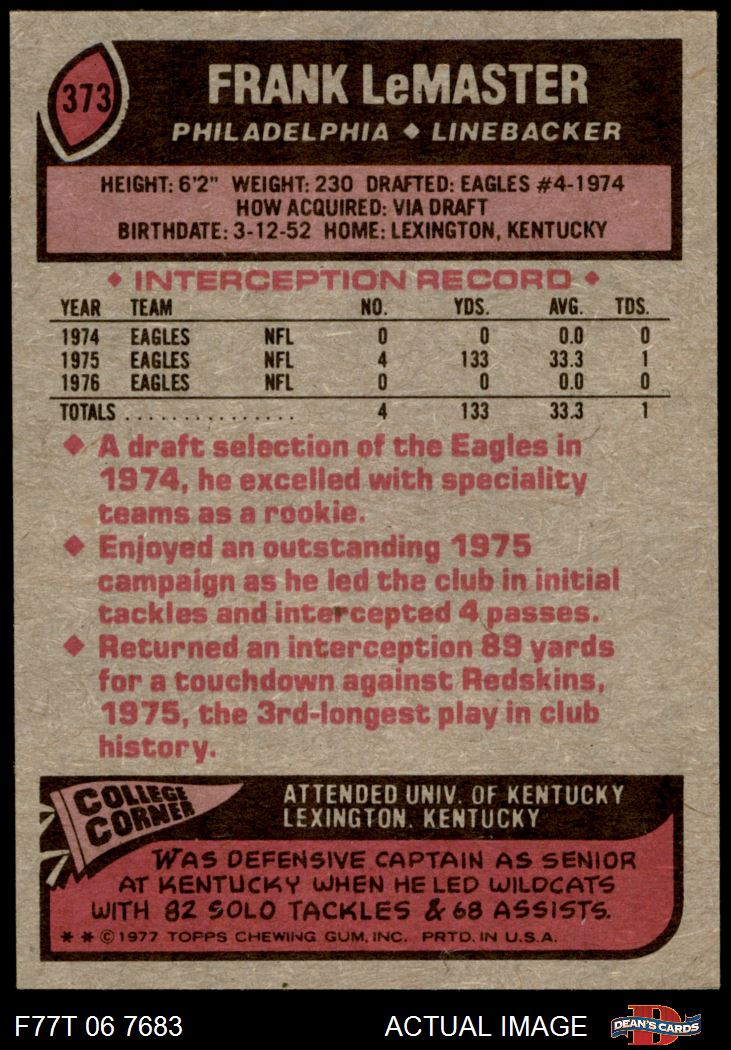 373
FRANK LeMASTER
PHILADELPHIA ◆ LINEBACKER
HEIGHT: 6'2" WEIGHT: 230 DRAFTED: EAGLES #4-1974
HOW ACQUIRED: VIA DRAFT
BIRTHDATE: 3-12-52 HOME: LEXINGTON, KENTUCKY
◆ INTERCEPTION RECORD ◆
YEAR TEAM NO. YDS. AVG. TDS.
1974 EAGLES NFL 0 0 0.0 0
1975 EAGLES NFL 4 133 33.3 1
1976 EAGLES NFL 0 0 0.0 0
TOTALS . . . . . . . . . . . . . . . 4 133 33.3 1
◆ A draft selection of the Eagles in
1974, he excelled with speciality
teams as a rookie.
◆ Enjoyed an outstanding 1975
campaign as he led the club in initial
tackles and intercepted 4 passes.
◆ Returned an interception 89 yards
for a touchdown against Redskins,
1975, the 3rd-longest play in club
history.
COLLEGE
CORNER
ATTENDED UNIV. OF KENTUCKY
LEXINGTON, KENTUCKY
WAS DEFENSIVE CAPTAIN AS SENIOR
AT KENTUCKY WHEN HE LED WILDCATS
WITH 82 SOLO TACKLES & 68 ASSISTS.
* * © 1977 TOPPS CHEWING GUM, INC. PRTD. IN U.S.A.
F77T 06 7683 ACTUAL IMAGE
D
DEAN'S CARDS